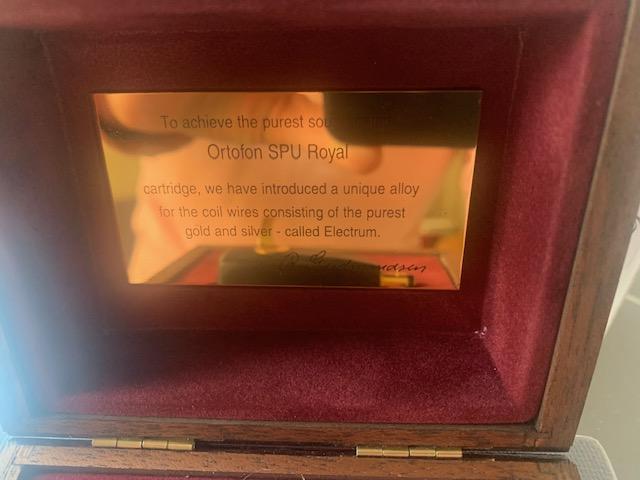 To achieve the purest
Ortofon SPU Royal
cartridge, we have introduced a unique alloy
for the coil wires consisting of the purest
gold and silver - called Electrum.